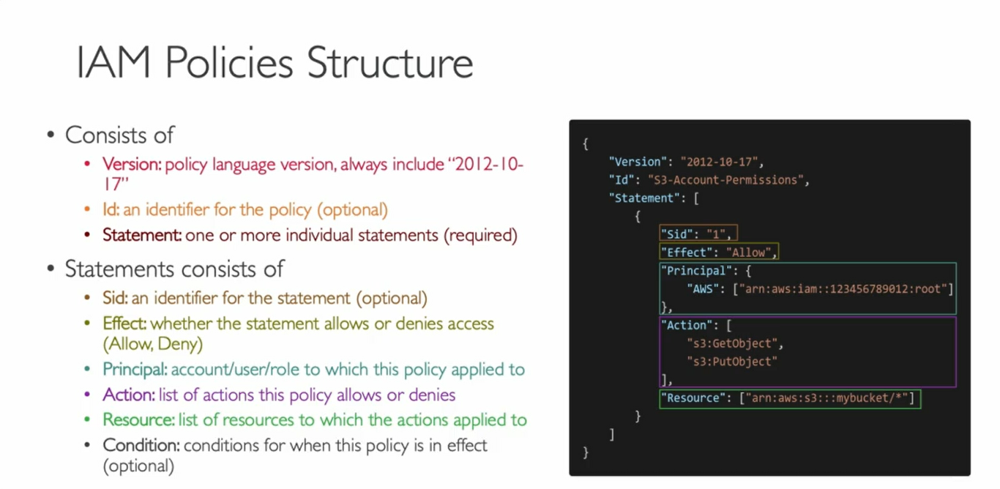 IAM Policies Structure
• Consists of
• Version: policy language version, always include “2012-10-
17”
• Id: an identifier for the policy (optional)
• Statement: one or more individual statements (required)
• Statements consists of
• Sid: an identifier for the statement (optional)
• Effect: whether the statement allows or denies access
(Allow, Deny)
• Principal: account/user/role to which this policy applied to
• Action: list of actions this policy allows or denies
• Resource: list of resources to which the actions applied to
• Condition: conditions for when this policy is in effect
(optional)
{
"Version": "2012-10-17",
"Id": "S3-Account-Permissions",
"Statement": [
{
"Sid": "1",
"Effect": "Allow",
"Principal": {
"AWS": ["arn:aws:iam::123456789012:root"]
},
"Action": [
"s3:GetObject",
"s3:PutObject"
],
"Resource": ["arn:aws:s3:::mybucket/*"]
}
]
}